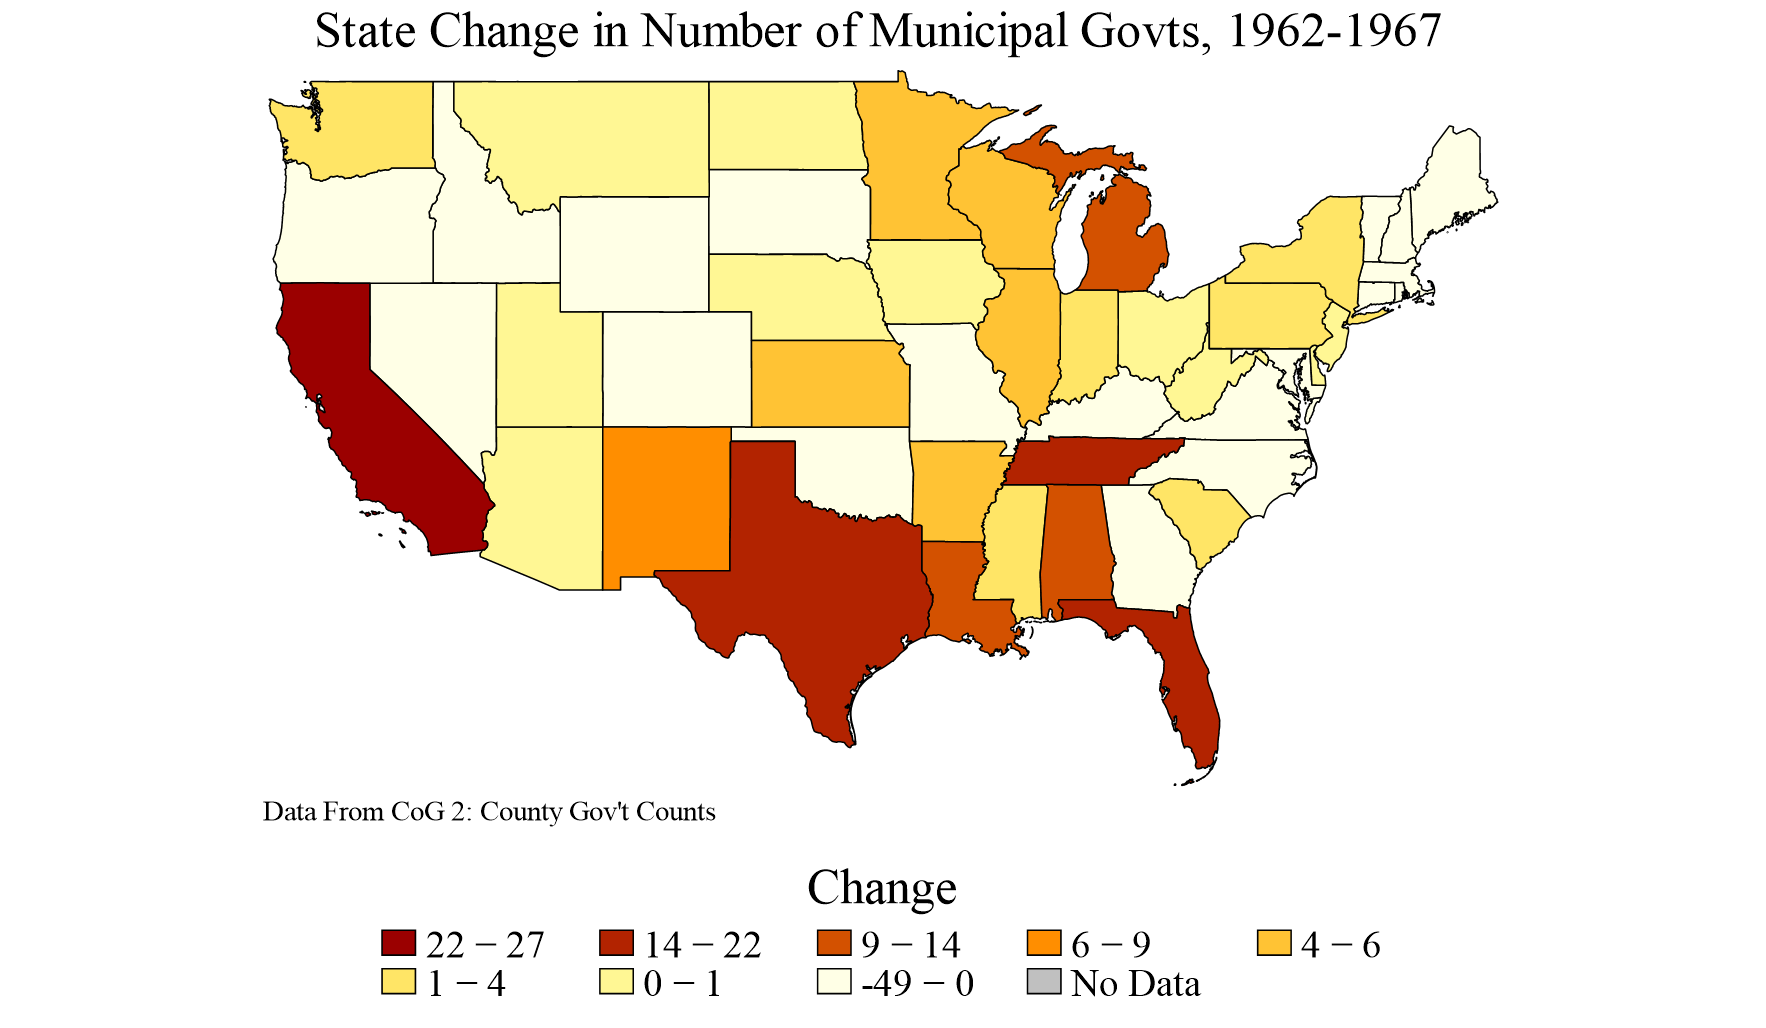 State Change in Number of Municipal Govts, 1962-1967
Data From CoG 2: County Gov't Counts
Change
22 – 27 14 – 22 9 – 14 6 – 9 4 – 6
1 – 4 0 – 1 -49 – 0 No Data